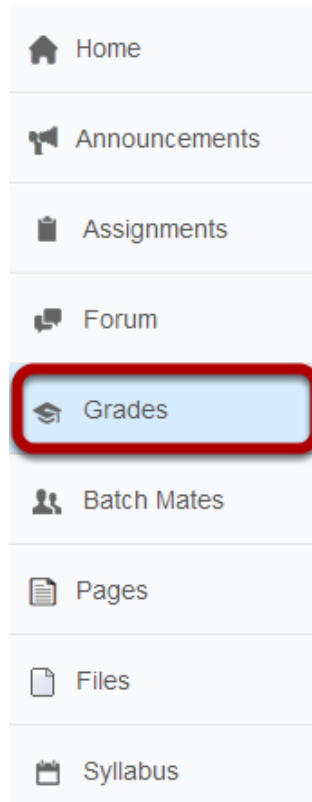 Home
Announcements
Assignments
Forum
Grades
Batch Mates
Pages
Files
Syllabus